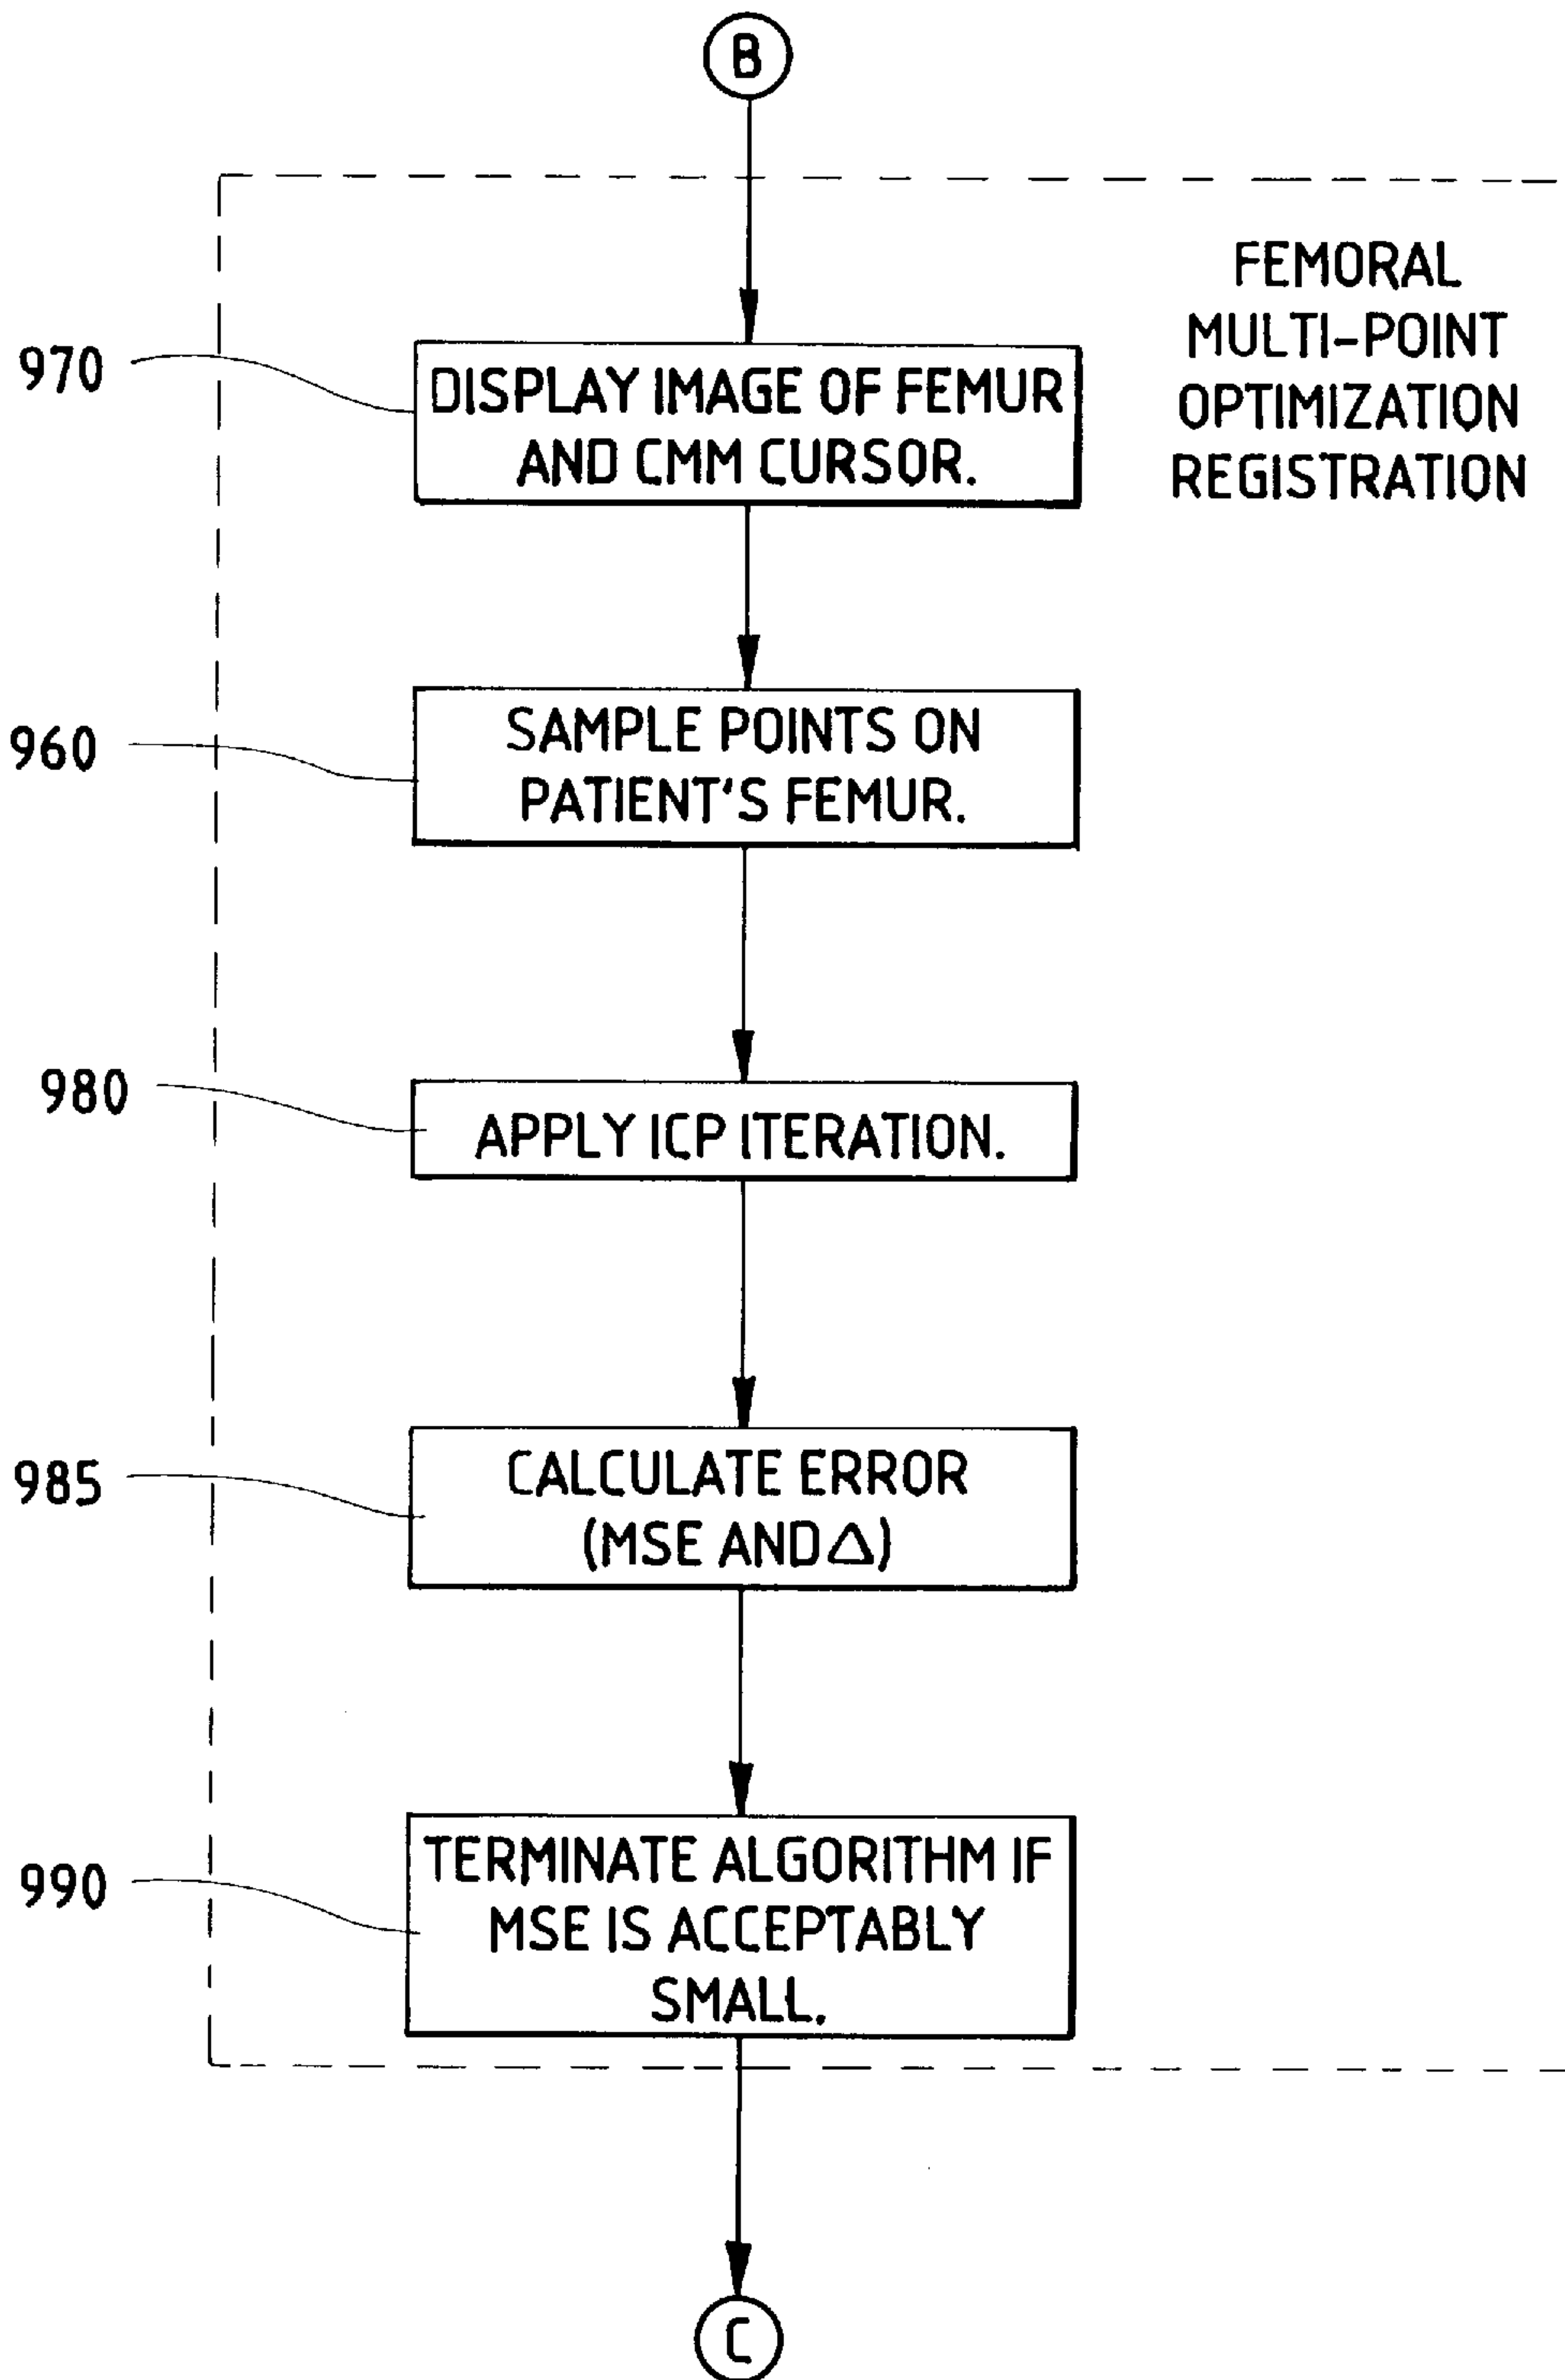 B
FEMORAL
MULTI-POINT
OPTIMIZATION
REGISTRATION
970
DISPLAY IMAGE OF FEMUR
AND CMM CURSOR.
960
SAMPLE POINTS ON
PATIENT'S FEMUR.
980
APPLY ICP ITERATION.
985
CALCULATE ERROR
(MSE AND Δ)
990
TERMINATE ALGORITHM IF
MSE IS ACCEPTABLY
SMALL.
C